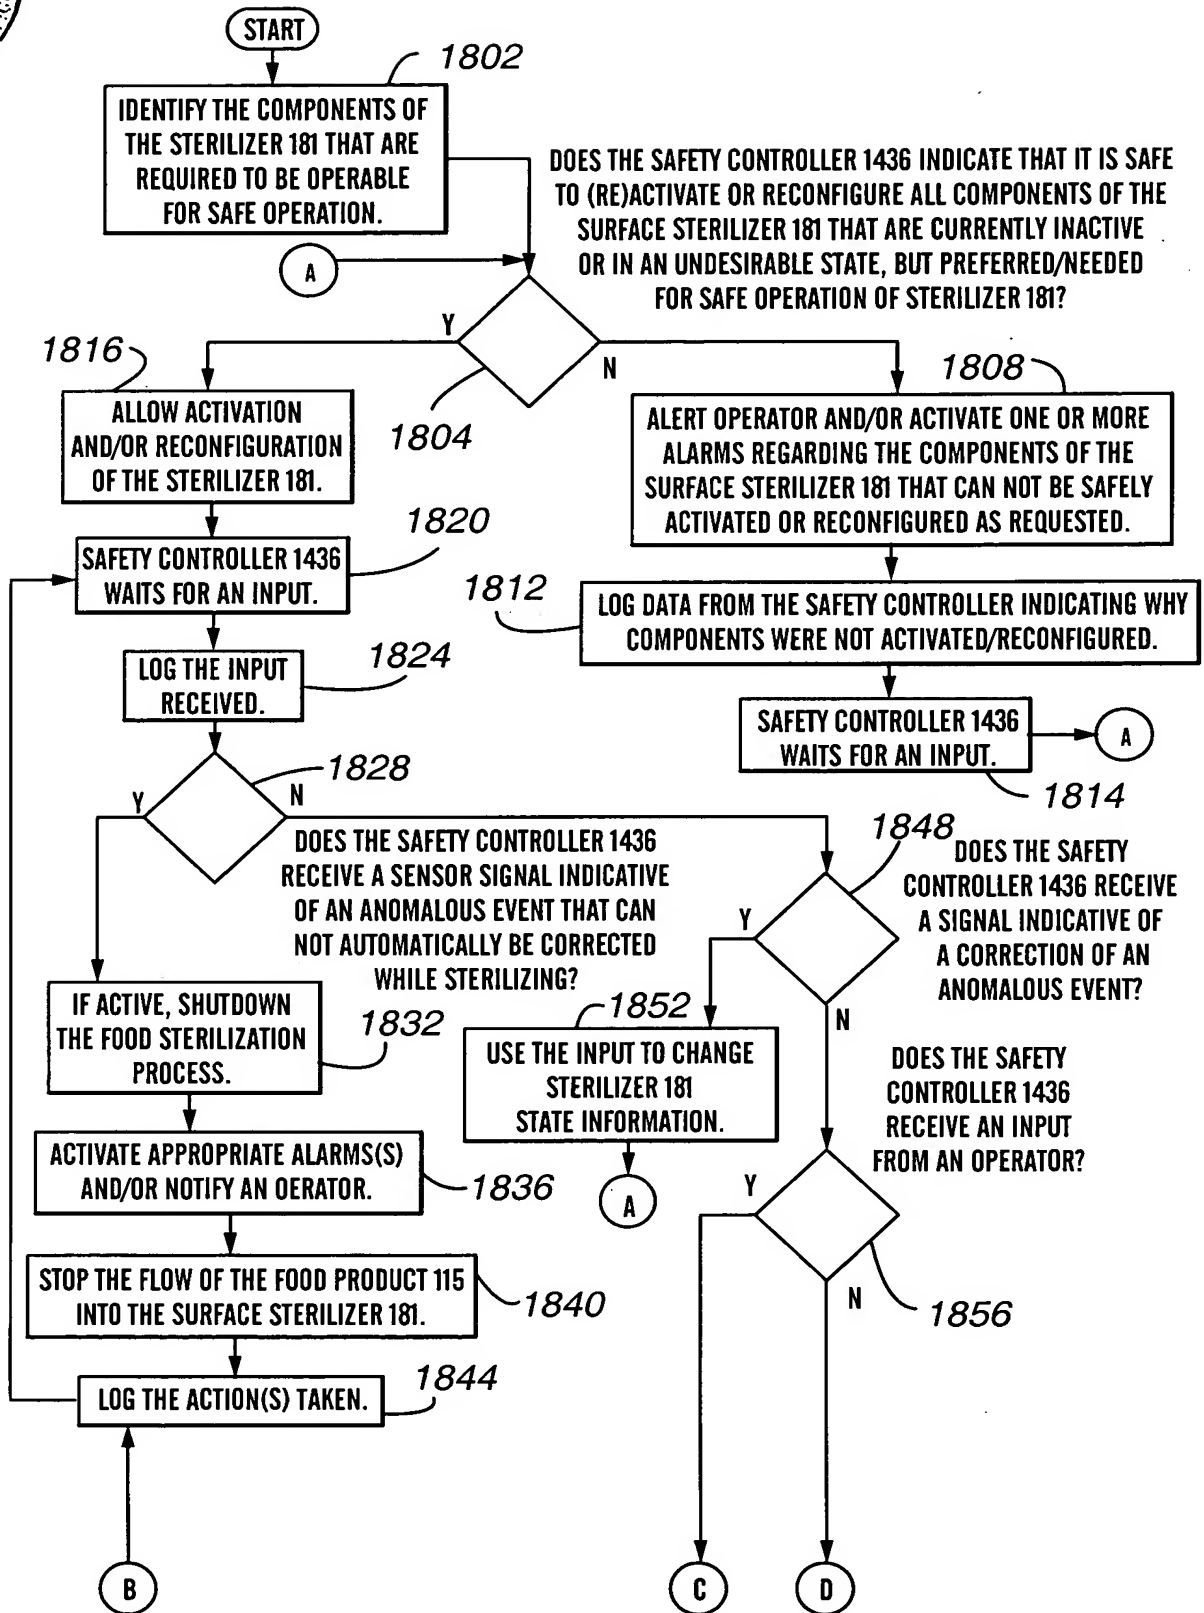 START
1802
IDENTIFY THE COMPONENTS OF
THE STERILIZER 181 THAT ARE
REQUIRED TO BE OPERABLE
FOR SAFE OPERATION.
DOES THE SAFETY CONTROLLER 1436 INDICATE THAT IT IS SAFE
TO (RE)ACTIVATE OR RECONFIGURE ALL COMPONENTS OF THE
SURFACE STERILIZER 181 THAT ARE CURRENTLY INACTIVE
OR IN AN UNDESIRABLE STATE, BUT PREFERRED/NEEDED
FOR SAFE OPERATION OF STERILIZER 181?
A
Y
N
1804
1816
ALLOW ACTIVATION
AND/OR RECONFIGURATION
OF THE STERILIZER 181.
1808
ALERT OPERATOR AND/OR ACTIVATE ONE OR MORE
ALARMS REGARDING THE COMPONENTS OF THE
SURFACE STERILIZER 181 THAT CAN NOT BE SAFELY
ACTIVATED OR RECONFIGURED AS REQUESTED.
1820
SAFETY CONTROLLER 1436
WAITS FOR AN INPUT.
1812
LOG DATA FROM THE SAFETY CONTROLLER INDICATING WHY
COMPONENTS WERE NOT ACTIVATED/RECONFIGURED.
1824
LOG THE INPUT
RECEIVED.
SAFETY CONTROLLER 1436
WAITS FOR AN INPUT.
A
1814
1828
Y
N
DOES THE SAFETY CONTROLLER 1436
RECEIVE A SENSOR SIGNAL INDICATIVE
OF AN ANOMALOUS EVENT THAT CAN
NOT AUTOMATICALLY BE CORRECTED
WHILE STERILIZING?
1848
DOES THE SAFETY
CONTROLLER 1436 RECEIVE
A SIGNAL INDICATIVE OF
A CORRECTION OF AN
ANOMALOUS EVENT?
Y
N
IF ACTIVE, SHUTDOWN
THE FOOD STERILIZATION
PROCESS.
1832
1852
USE THE INPUT TO CHANGE
STERILIZER 181
STATE INFORMATION.
A
DOES THE SAFETY
CONTROLLER 1436
RECEIVE AN INPUT
FROM AN OPERATOR?
ACTIVATE APPROPRIATE ALARMS(S)
AND/OR NOTIFY AN OERATOR.
1836
Y
N
1856
STOP THE FLOW OF THE FOOD PRODUCT 115
INTO THE SURFACE STERILIZER 181.
1840
LOG THE ACTION(S) TAKEN.
1844
B
C
D